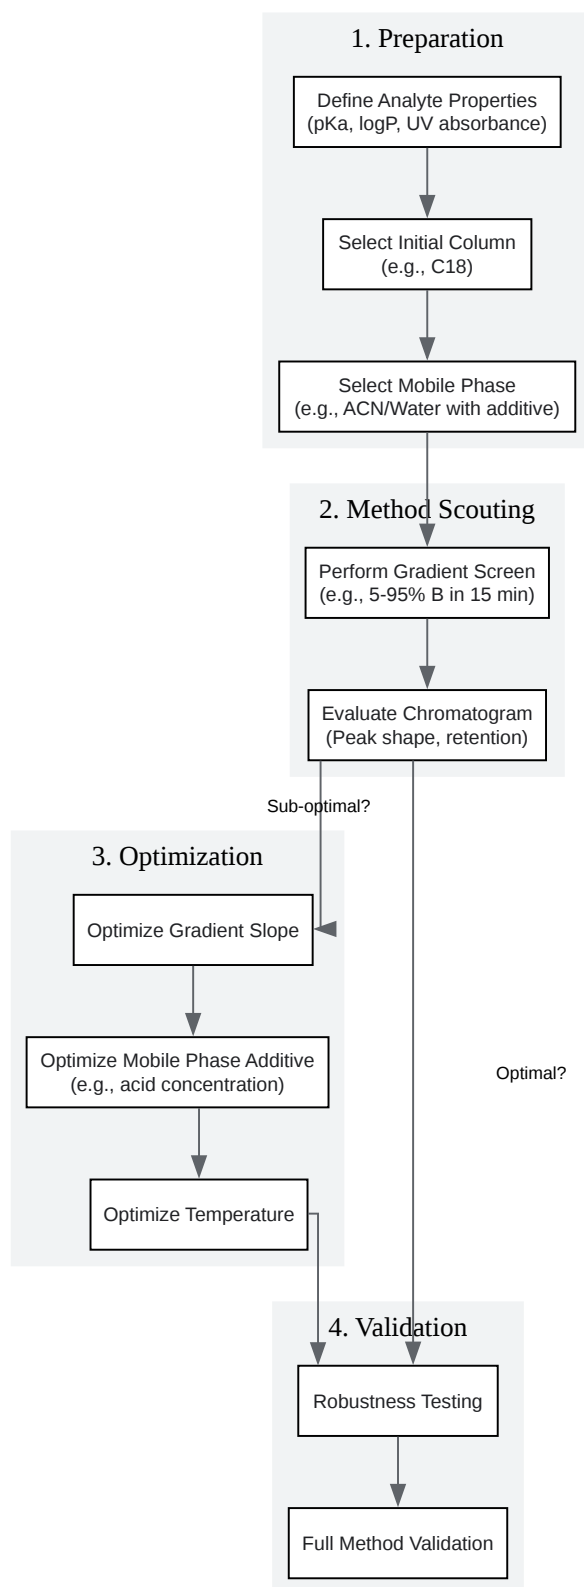 1. Preparation
Define Analyte Properties
(pKa, logP, UV absorbance)
Select Initial Column
(e.g., C18)
Select Mobile Phase
(e.g., ACN/Water with additive)
2. Method Scouting
Perform Gradient Screen
(e.g., 5-95% B in 15 min)
Evaluate Chromatogram
(Peak shape, retention)
Sub-optimal?
3. Optimization
Optimize Gradient Slope
Optimize Mobile Phase Additive
(e.g., acid concentration)
Optimal?
Optimize Temperature
4. Validation
Robustness Testing
Full Method Validation